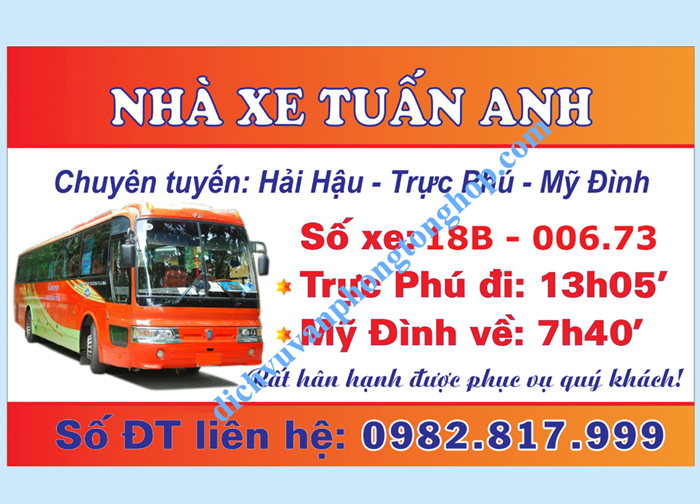 NHÀ XE TUẤN ANH
Chuyên tuyến: Hải Hậu - Trực Phú - Mỹ Đình
Số xe: 18B - 006.73
Trực Phú đi: 13h05’
Mỹ Đình về: 7h40’
Rất hân hạnh được phục vụ quý khách!
Số ĐT liên hệ: 0982.817.999
dichvuvanphongtonghop.com